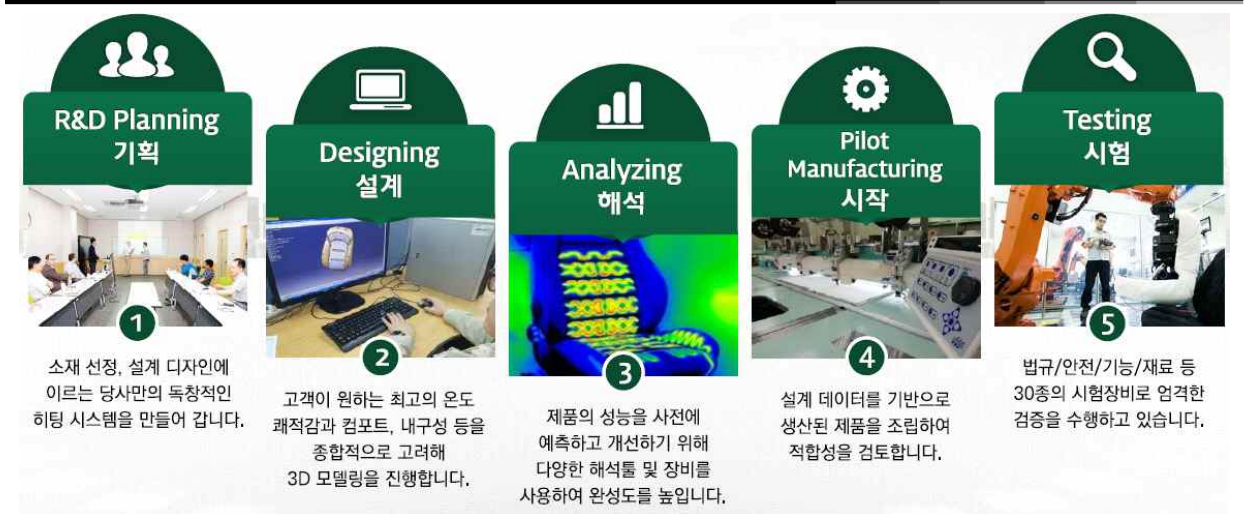 R&D Planning
기획
1
소재 선정, 설계 디자인에
이르는 당사만의 독창적인
히팅 시스템을 만들어 갑니다.
Designing
설계
2
고객이 원하는 최고의 온도
쾌적감과 컴포트, 내구성 등을
종합적으로 고려해
3D 모델링을 진행합니다.
Analyzing
해석
3
제품의 성능을 사전에
예측하고 개선하기 위해
다양한 해석툴 및 장비를
사용하여 완성도를 높입니다.
Pilot
Manufacturing
시작
4
설계 데이터를 기반으로
생산된 제품을 조립하여
적합성을 검토합니다.
Testing
시험
5
법규/안전/기능/재료 등
30종의 시험장비로 엄격한
검증을 수행하고 있습니다.